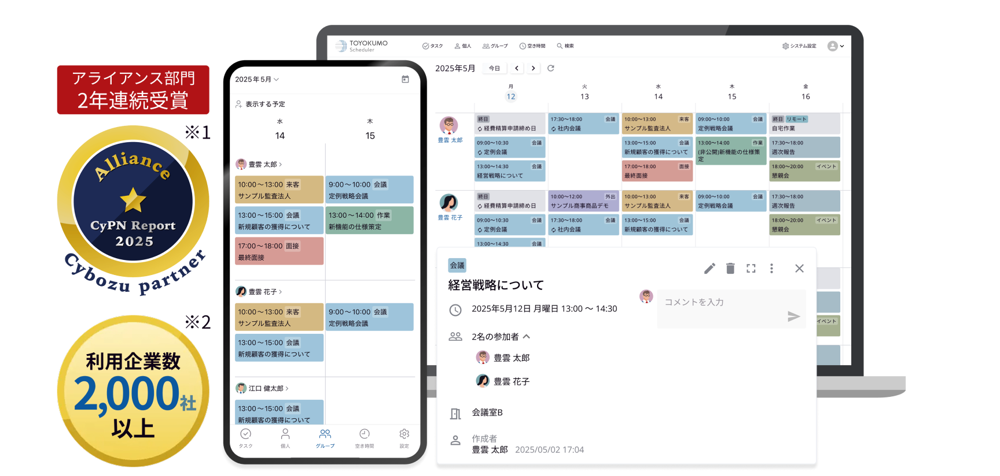 アライアンス部門
2年連続受賞
※1
Alliance
CyPN Report
2025
Cybozu partner
※2
利用企業数
2,000社
以上
2025年5月
表示する予定
水
14
木
15
豊雲 太郎
10:00～13:00 来客
サンプル監査法人
9:00～10:00 会議
定例戦略会議
13:00～15:00 会議
新規顧客の獲得について
13:00～14:00 作業
新機能の仕様策定
17:00～18:00 面接
最終面接
豊雲 花子
10:00～13:00 来客
サンプル監査法人
9:00～10:00 会議
定例戦略会議
13:00～15:00 会議
新規顧客の獲得について
江口 健太郎
13:00～15:00 会議
新規顧客の獲得について
タスク
個人
グループ
空き時間
設定
TOYOKUMO
Scheduler
タスク
個人
グループ
空き時間
検索
システム設定
2025年5月
今日
月
12
火
13
水
14
木
15
金
16
豊雲 太郎
終日
経費精算申請締め日
09:00～10:30 会議
定例会議
13:00～14:30 会議
経営戦略について
17:30～18:00 会議
社内会議
10:00～13:00 来客
サンプル監査法人
13:00～15:00 会議
新規顧客の獲得について
17:00～18:00 面接
最終面接
09:00～10:00 会議
定例戦略会議
13:00～14:00 作業
(非公開)新機能の仕様策
定
終日 リモート
自宅作業
17:30～18:00
週次報告
18:00～20:00 イベント
懇親会
豊雲 花子
終日
経費精算申請締め日
09:00～10:30 会議
定例会議
13:00～14:30 会議
10:00～12:00 外出
サンプル商事商品デモ
17:30～18:00 会議
社内会議
10:00～13:00 来客
サンプル監査法人
13:00～15:00 会議
新規顧客の獲得について
09:00～10:00 会議
定例戦略会議
17:30～18:00
週次報告
18:00～20:00 イベント
懇親会
イベント
会議
経営戦略について
2025年5月12日 月曜日 13:00 ～ 14:30
2名の参加者
豊雲 太郎
豊雲 花子
会議室B
作成者
豊雲 太郎 2025/05/02 17:04
コメントを入力